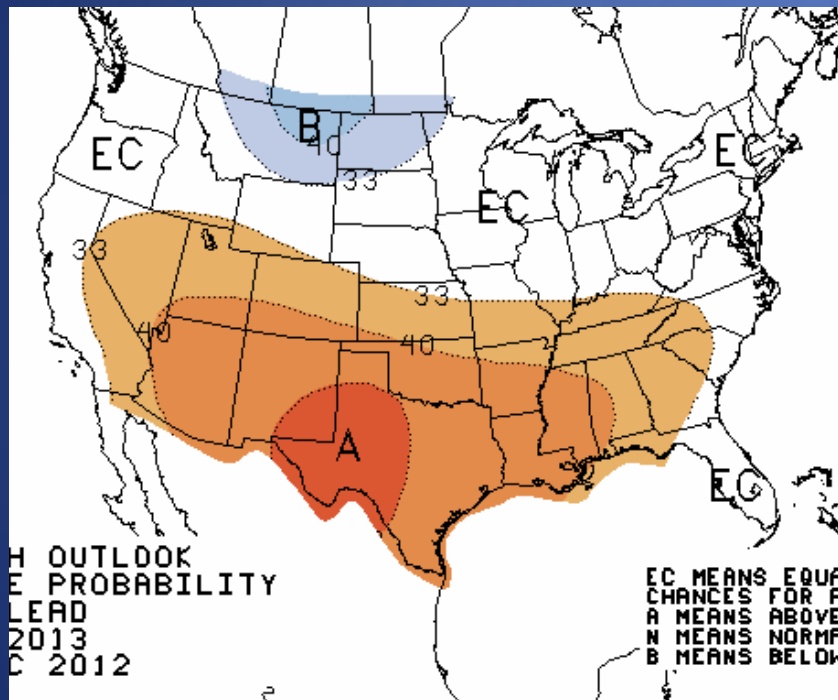 B
40
EC
EC
33
EC
33
33
40
40
A
EC
H OUTLOOK
E PROBABILITY
LEAD
2013
C 2012
EC MEANS EQUA
CHANCES FOR A
A MEANS ABOVE
N MEANS NORMA
B MEANS BELOW